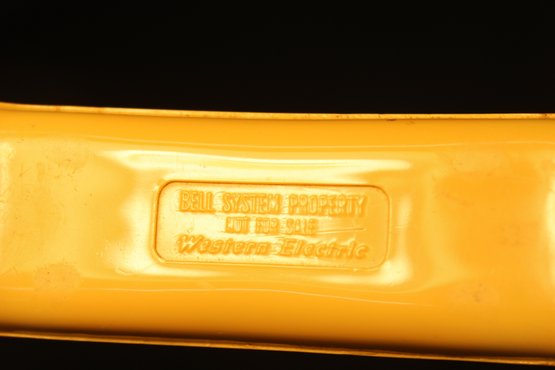 BELL SYSTEM PROPERTY
NOT FOR SALE
Western Electric